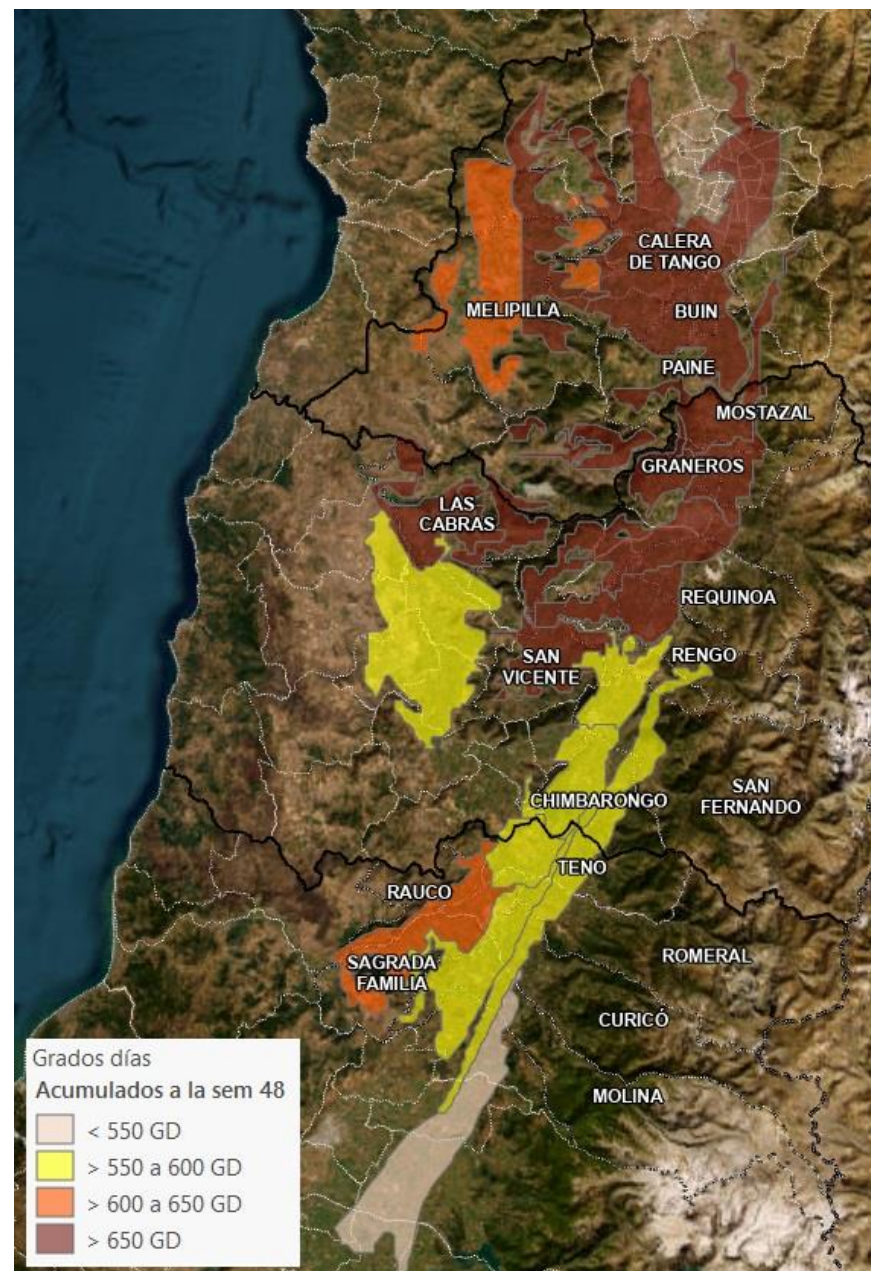 CALERA
DE TANGO
MELIPILLA
BUIN
PAINE
MOSTAZAL
GRANEROS
LAS
CABRAS
REQUINOA
SAN
VICENTE
RENGO
CHIMBARONGO
SAN
FERNANDO
TENO
RAUCO
SAGRADA
FAMILIA
ROMERAL
CURICÓ
MOLINA
Grados días
Acumulados a la sem 48
< 550 GD
> 550 a 600 GD
> 600 a 650 GD
> 650 GD